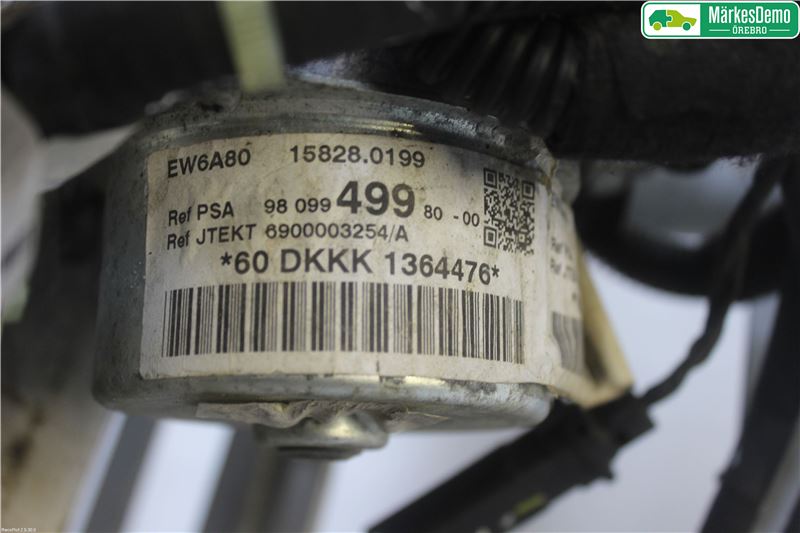 MärkesDemo
ÖREBRO
EW6A80 15828.0199
Ref PSA 98 099 499 80 - 00
Ref JTEKT 6900003254/A
*60 DKKK 1364476*